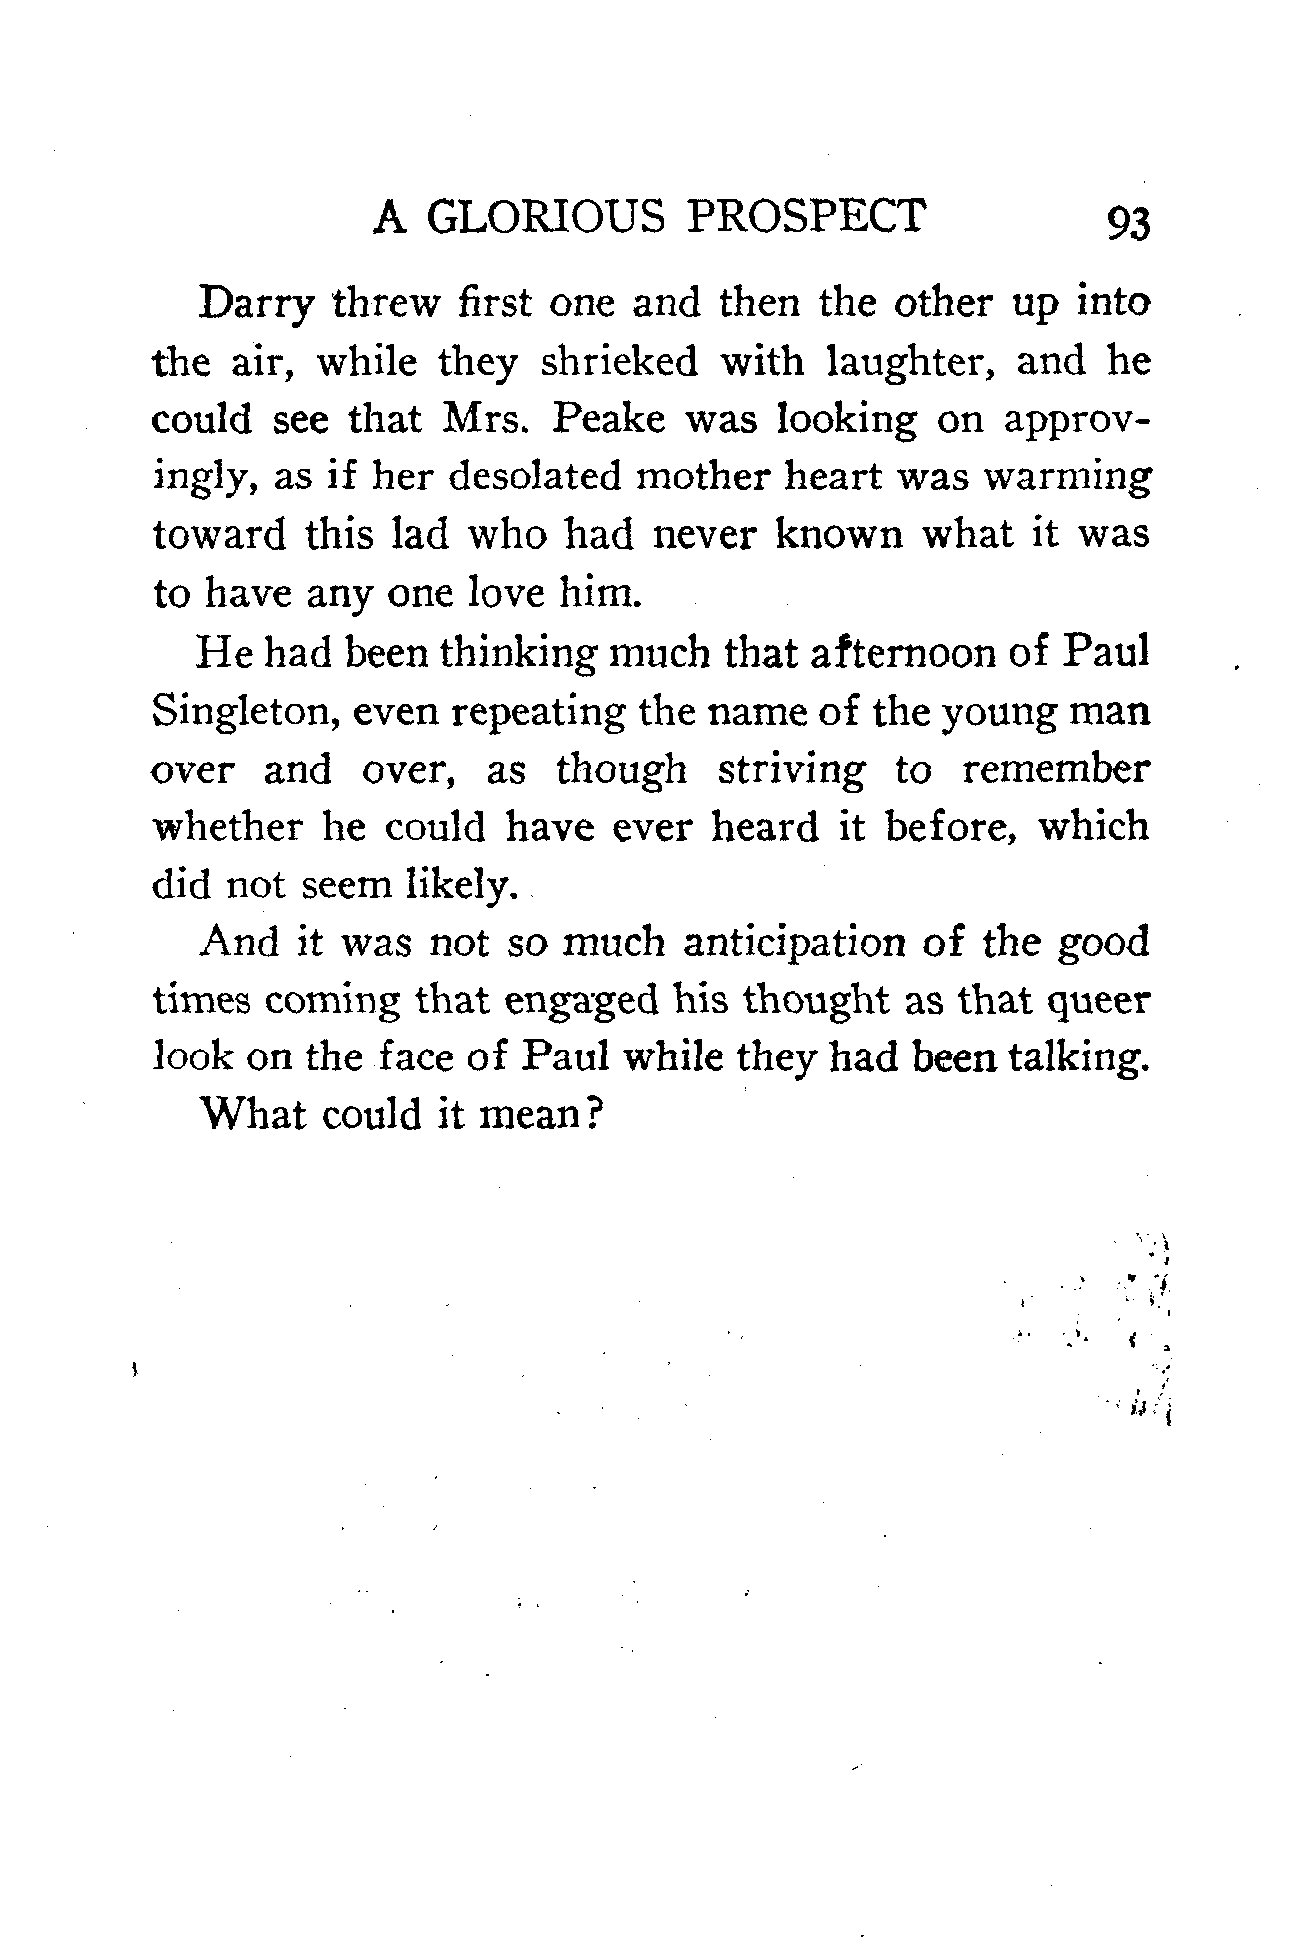 A GLORIOUS PROSPECT 93
Darry threw first one and then the other up into
the air, while they shrieked with laughter, and he
could see that Mrs. Peake was looking on approv-
ingly, as if her desolated mother heart was warming
toward this lad who had never known what it was
to have any one love him.
He had been thinking much that afternoon of Paul
Singleton, even repeating the name of the young man
over and over, as though striving to remember
whether he could have ever heard it before, which
did not seem likely.
And it was not so much anticipation of the good
times coming that engaged his thought as that queer
look on the face of Paul while they had been talking.
What could it mean?